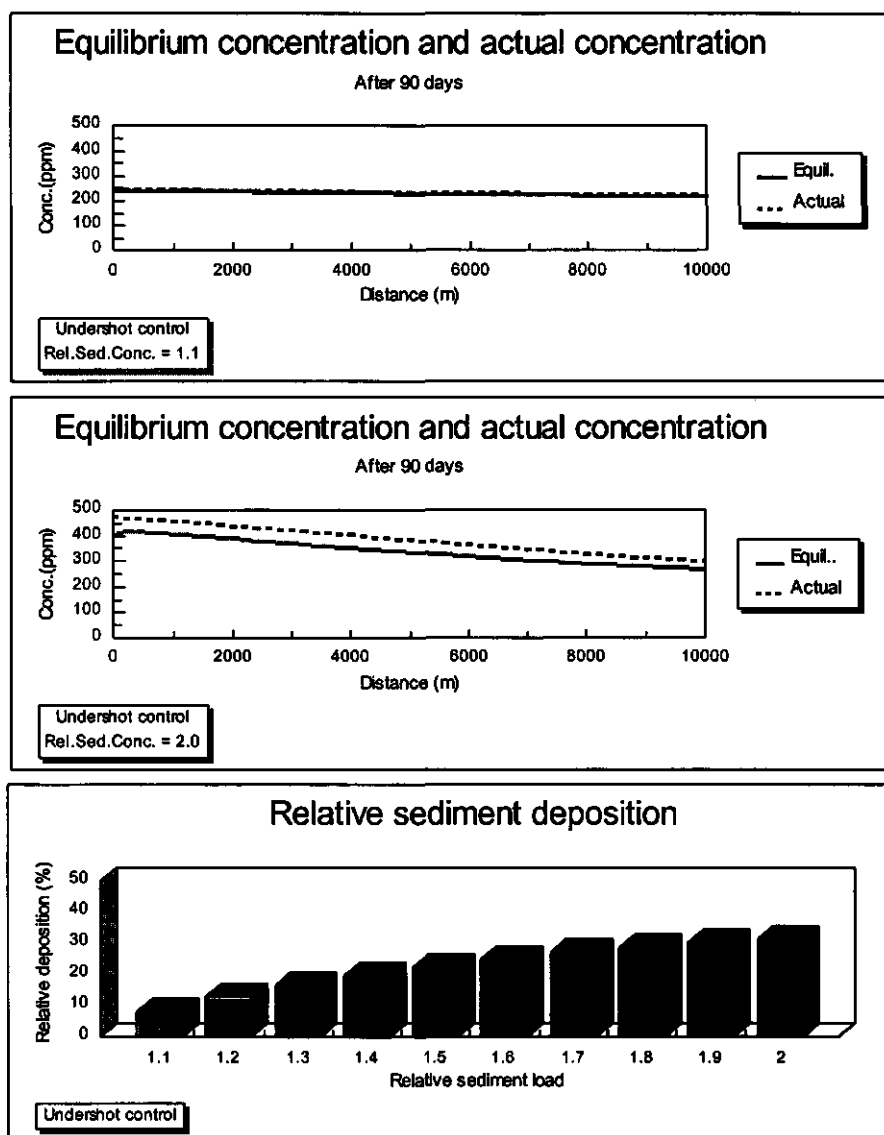 Equilibrium concentration and actual concentration
After 90 days
500
400
300
200
100
0
Conc.(ppm)
0 2000 4000 6000 8000 10000
Distance (m)
Equil.
Actual
Undershot control
Rel.Sed.Conc. = 1.1
Equilibrium concentration and actual concentration
After 90 days
500
400
300
200
100
0
Conc.(ppm)
0 2000 4000 6000 8000 10000
Distance (m)
Equil..
Actual
Undershot control
Rel.Sed.Conc. = 2.0
Relative sediment deposition
50
40
30
20
10
0
Relative deposition (%)
1.1 1.2 1.3 1.4 1.5 1.6 1.7 1.8 1.9 2
Relative sediment load
Undershot control